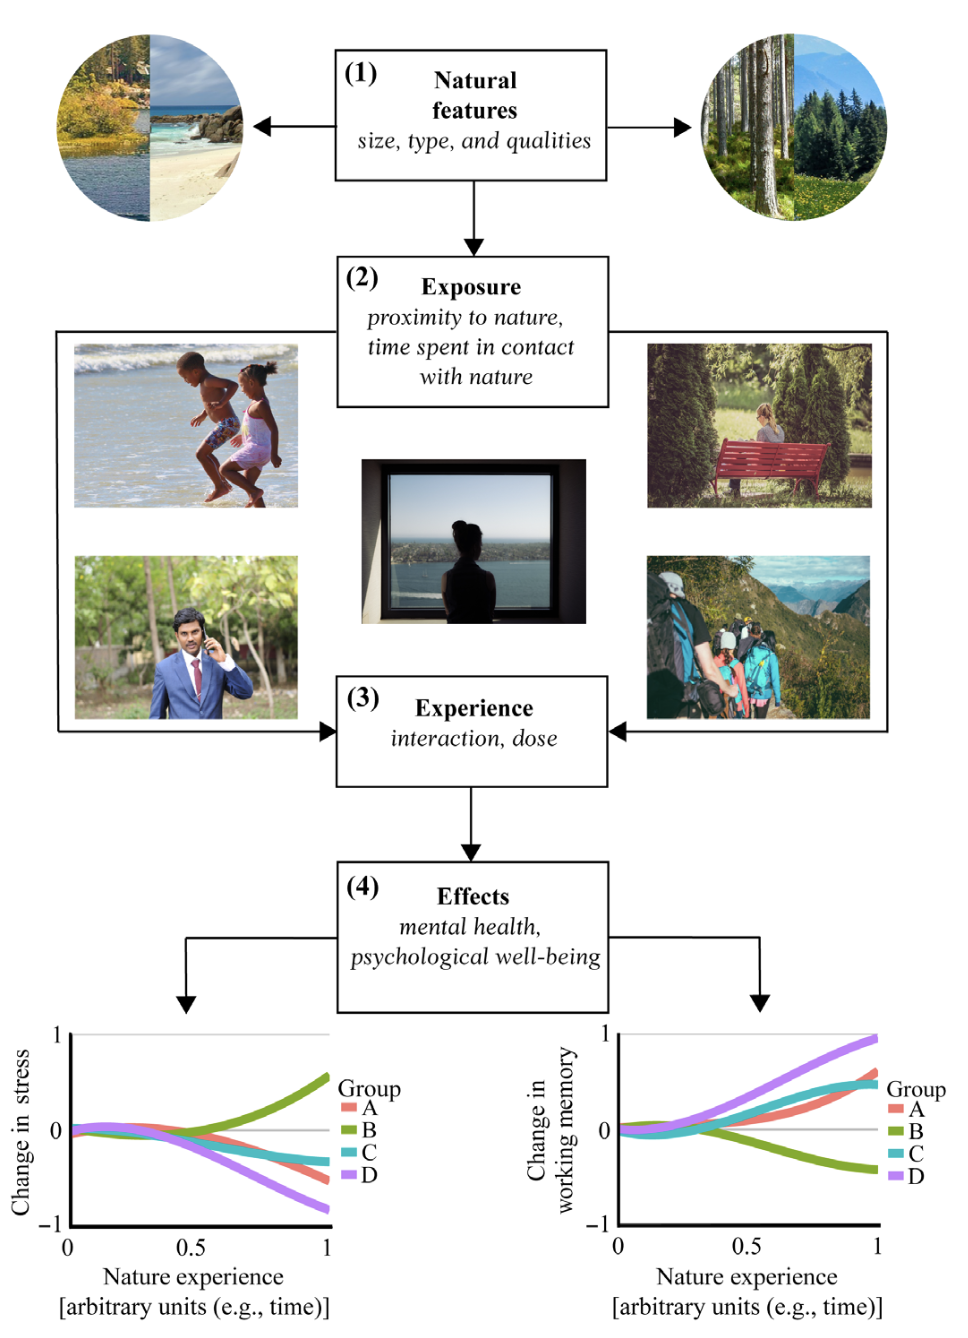 (1)
Natural
features
size, type, and qualities
(2)
Exposure
proximity to nature,
time spent in contact
with nature
(3)
Experience
interaction, dose
(4)
Effects
mental health,
psychological well-being
1
0
−1
Change in stress
0
0.5
1
Nature experience
[arbitrary units (e.g., time)]
Group
A
B
C
D
1
0
−1
Change in
working memory
0
0.5
1
Nature experience
[arbitrary units (e.g., time)]
Group
A
B
C
D